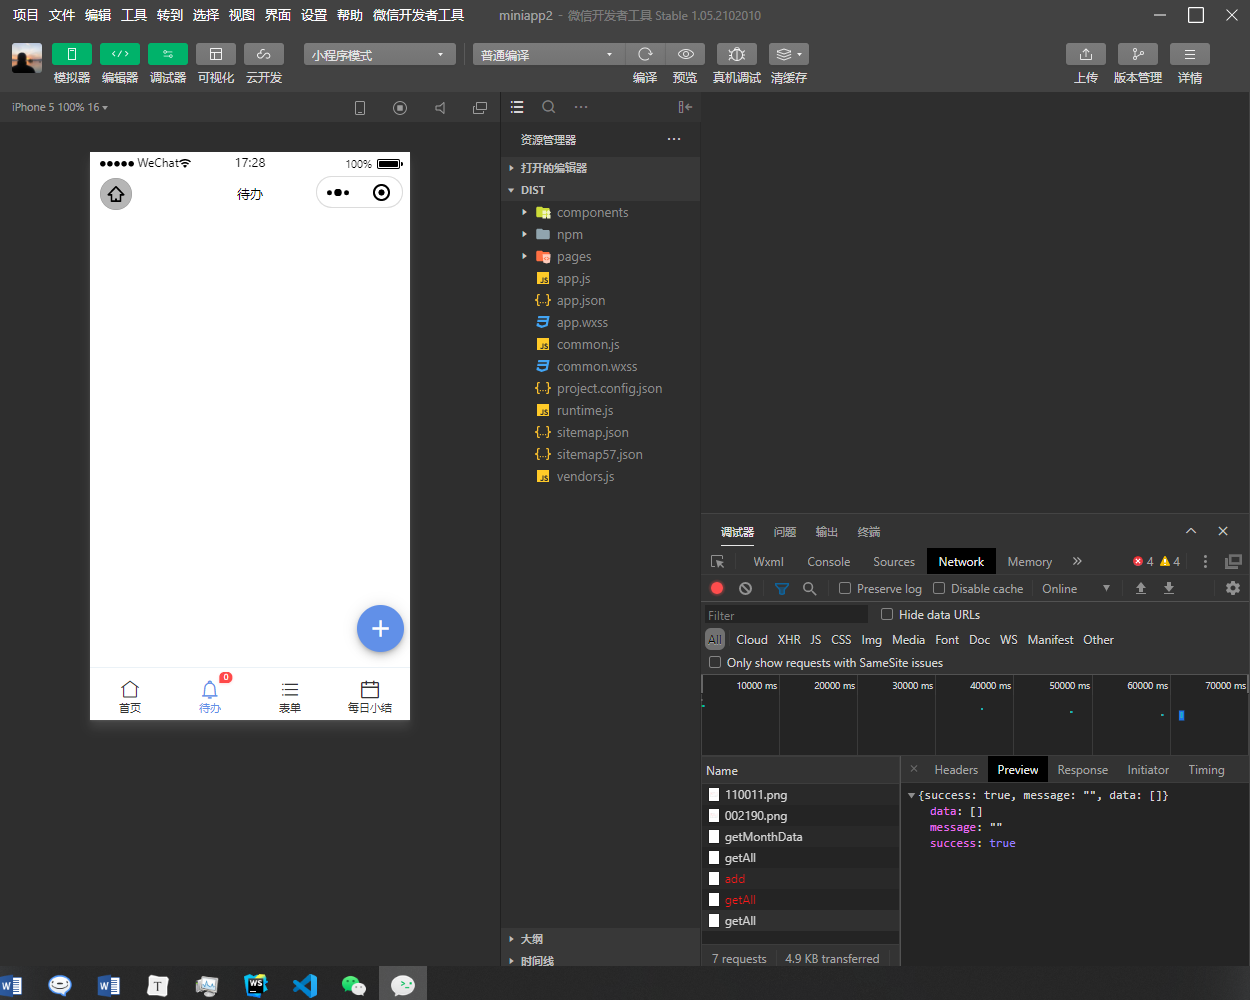 项目 文件 编辑 工具 转到 选择 视图 界面 设置 帮助 微信开发者工具 miniapp2 - 微信开发者工具 Stable 1.05.2102010
小程序模式 普通编译
模拟器 编辑器 调试器 可视化 云开发 编译 预览 真机调试 清缓存 上传 版本管理 详情
iPhone 5 100% 16
WeChat 17:28 100%
待办
0
首页 待办 表单 每日小结
资源管理器
打开的编辑器
DIST
components
npm
pages
JS app.js
{..} app.json
app.wxss
JS common.js
common.wxss
{..} project.config.json
JS runtime.js
{..} sitemap.json
{..} sitemap57.json
JS vendors.js
大纲
时间线
调试器 问题 输出 终端
Wxml Console Sources Network Memory 4 4
Preserve log Disable cache Online
Filter Hide data URLs
All Cloud XHR JS CSS Img Media Font Doc WS Manifest Other
Only show requests with SameSite issues
10000 ms 20000 ms 30000 ms 40000 ms 50000 ms 60000 ms 70000 ms
Name
110011.png
002190.png
getMonthData
getAll
add
getAll
getAll
7 requests 4.9 KB transferred
Headers Preview Response Initiator Timing
{success: true, message: "", data: []}
data: []
message: ""
success: true
W W T WS